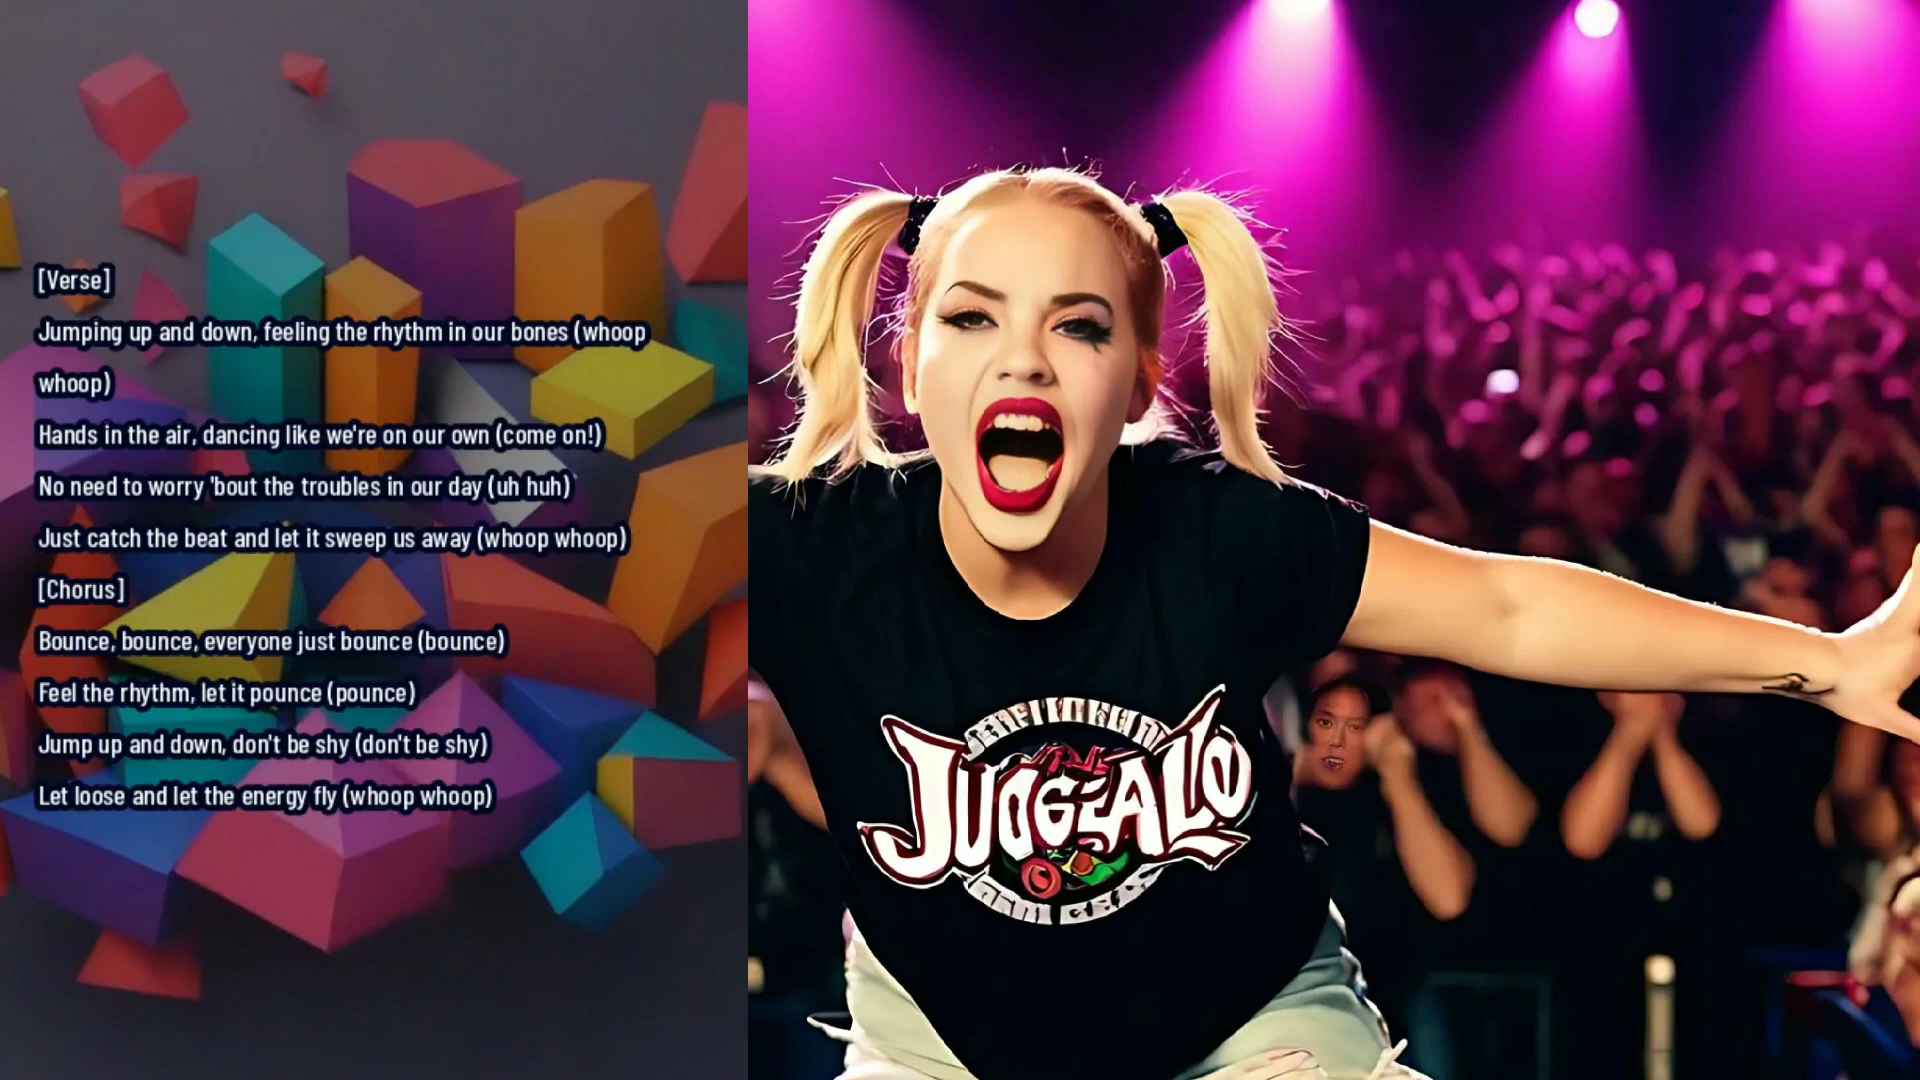 [Verse]
Jumping up and down, feeling the rhythm in our bones (whoop
whoop)
Hands in the air, dancing like we're on our own (come on!)
No need to worry 'bout the troubles in our day (uh huh)
Just catch the beat and let it sweep us away (whoop whoop)
[Chorus]
Bounce, bounce, everyone just bounce (bounce)
Feel the rhythm, let it pounce (pounce)
Jump up and down, don't be shy (don't be shy)
Let loose and let the energy fly (whoop whoop)